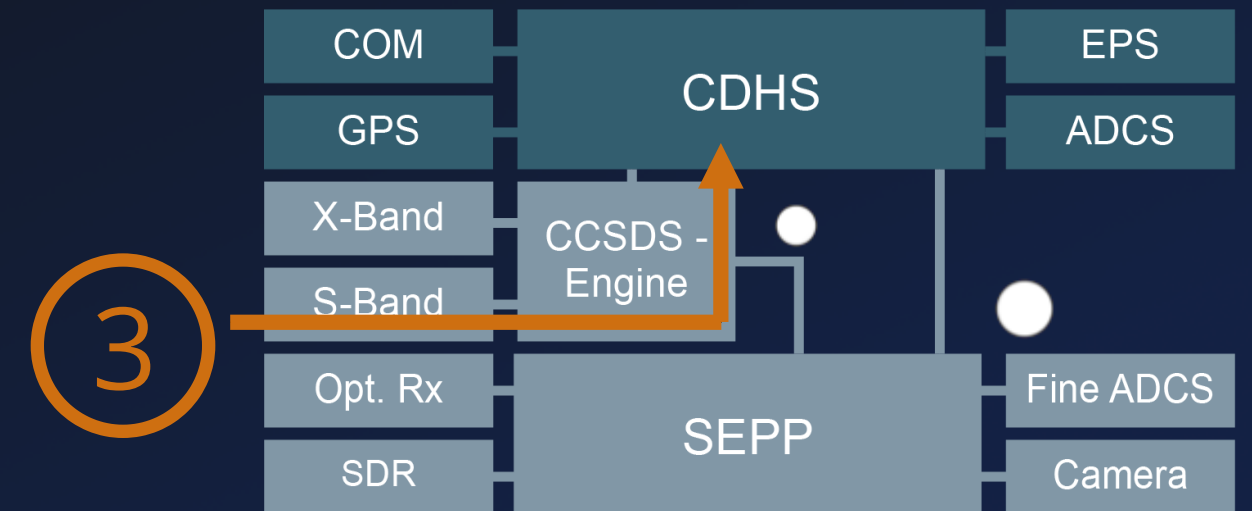 COM
CDHS
EPS
GPS
ADCS
X-Band
CCSDS -
Engine
S-Band
3
Opt. Rx
SEPP
Fine ADCS
SDR
Camera